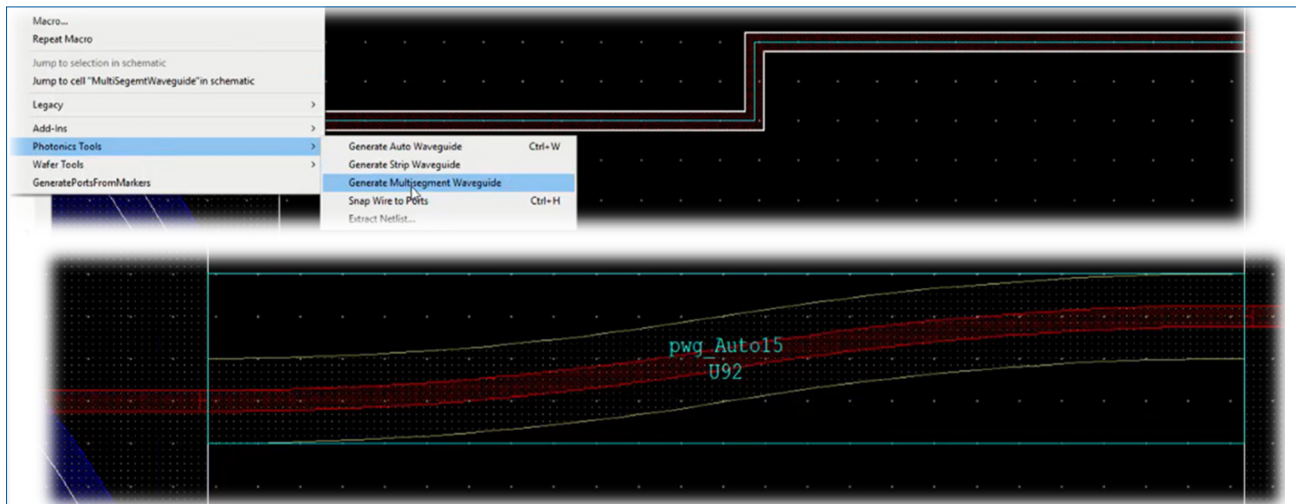 Macro...
Repeat Macro
Jump to selection in schematic
Jump to cell "MultiSegemtWaveguide"in schematic
Legacy >
Add-Ins >
Photonics Tools >
Wafer Tools >
GeneratePortsFromMarkers
Generate Auto Waveguide Ctrl+W
Generate Strip Waveguide
Generate Multisegment Waveguide
Snap Wire to Ports Ctrl+H
Extract Netlist...
pwg_Auto15
U92